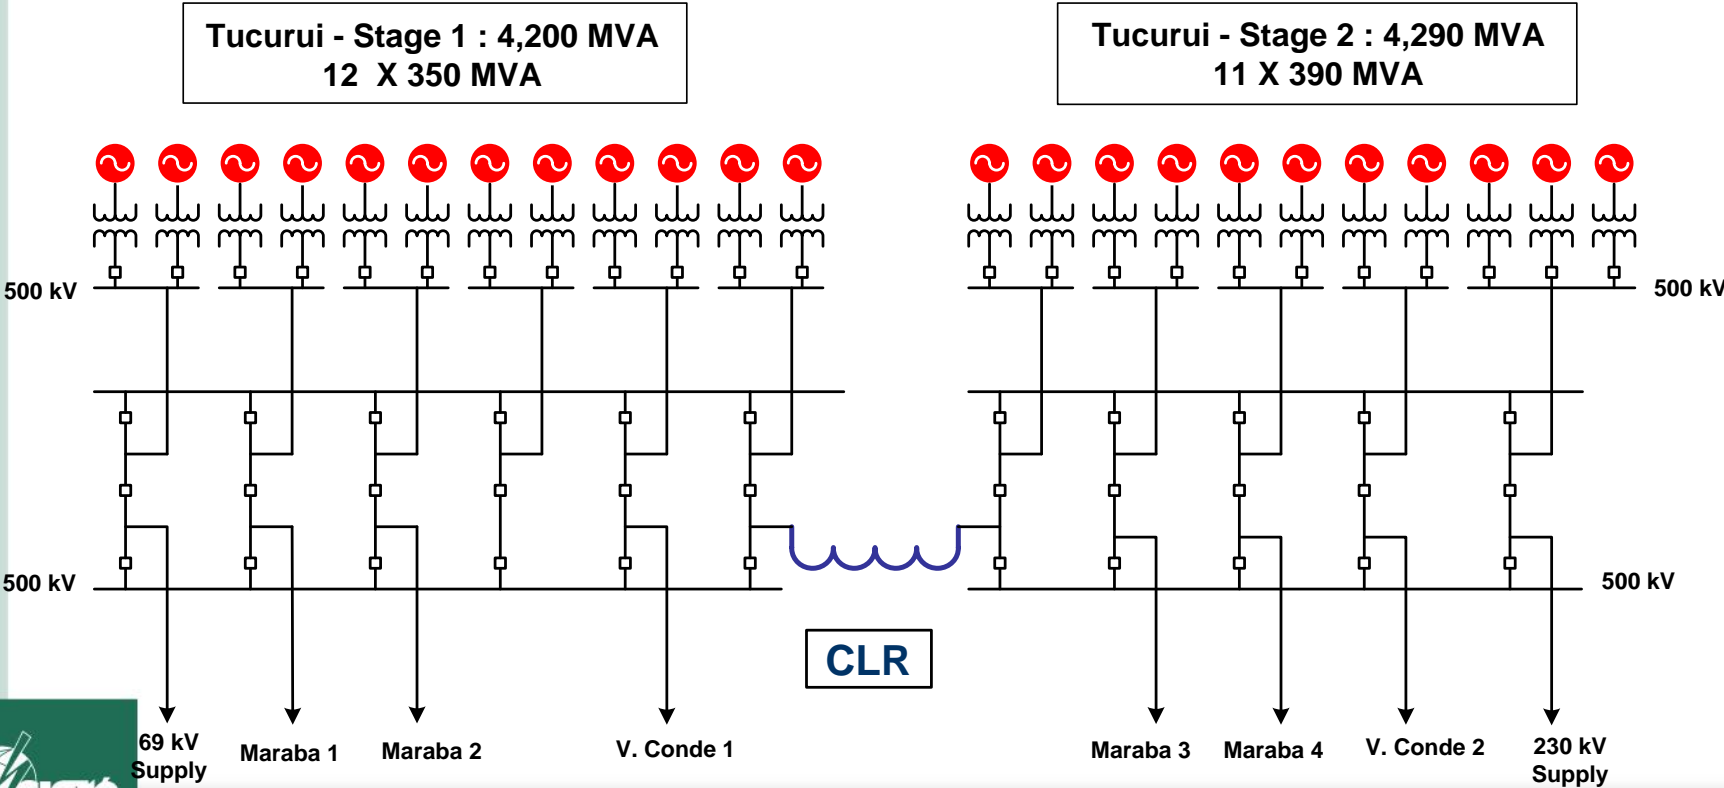 Tucurui - Stage 1 : 4,200 MVA
12 X 350 MVA
Tucurui - Stage 2 : 4,290 MVA
11 X 390 MVA
500 kV
500 kV
500 kV
500 kV
CLR
69 kV
Supply
Maraba 1
Maraba 2
V. Conde 1
Maraba 3
Maraba 4
V. Conde 2
230 kV
Supply